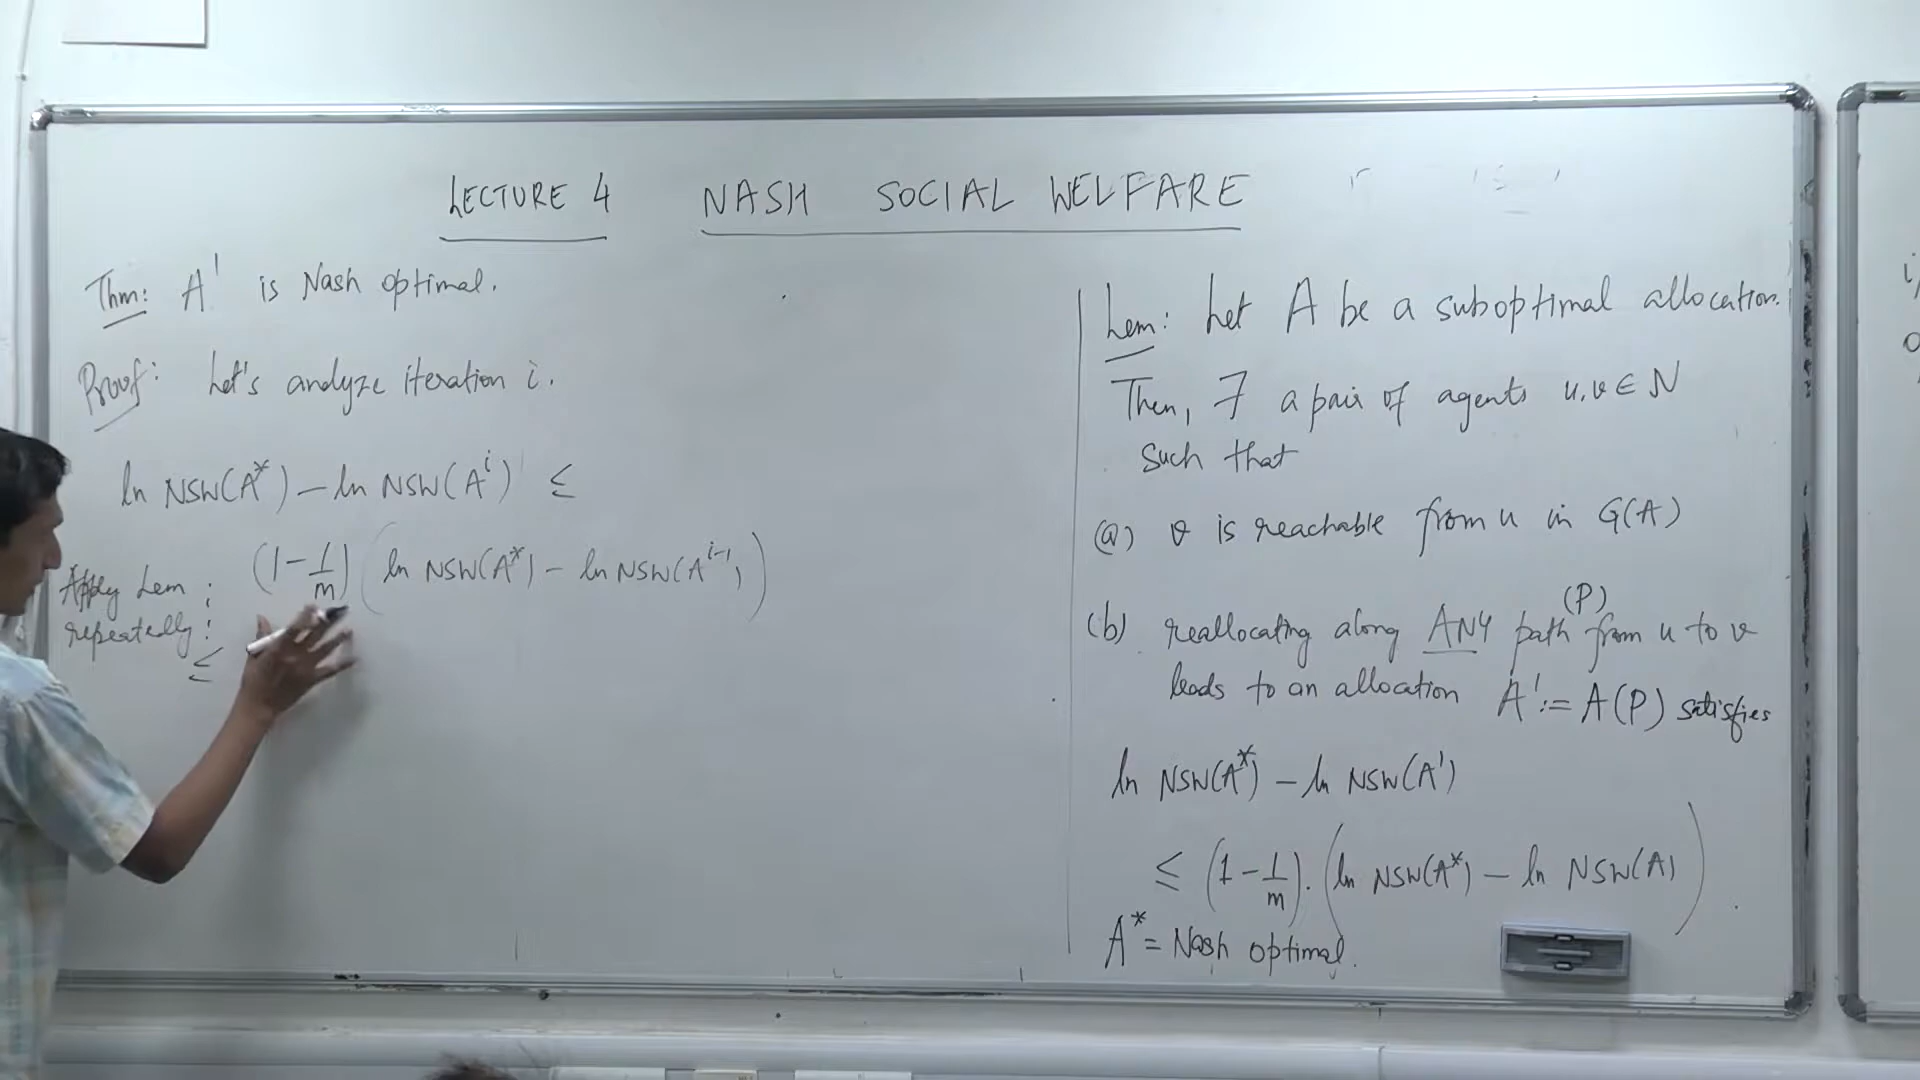 LECTURE 4 NASH SOCIAL WELFARE
Thm: A' is Nash optimal.
Proof: Let's analyze iteration i.
ln NSW(A*) – ln NSW(A^i) ≤
(1 - 1/m) (ln NSW(A*) – ln NSW(A^{i-1}))
Apply Lem
repeatedly:
≤
Lem: Let A be a suboptimal allocation.
Then, ∃ a pair of agents u,v ∈ N
such that
(a) v is reachable from u in G(A)
(b) reallocating along ANY path (P) from u to v
leads to an allocation A' := A(P) satisfies
ln NSW(A*) – ln NSW(A')
≤ (1 - 1/m). (ln NSW(A*) – ln NSW(A))
A* = Nash optimal.